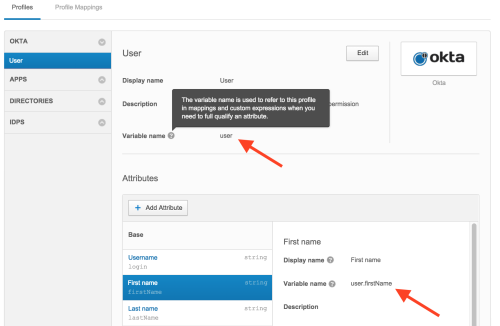 Profiles Profile Mappings
OKTA
User
APPS
DIRECTORIES
IDPS
User
Edit
okta
Okta
Display name User
Description
permission
The variable name is used to refer to this profile
in mappings and custom expressions when you
need to full qualify an attribute.
Variable name ? user
Attributes
+ Add Attribute
Base
Username string
login
First name string
firstName
Last name string
lastName
First name
Display name ? First name
Variable name ? user.firstName
Description